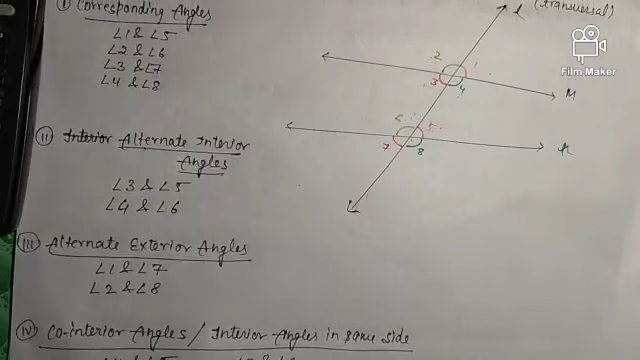 (i) Corresponding Angles
∠1 & ∠5
∠2 & ∠6
∠3 & ∠7
∠4 & ∠8
(ii) Interior Alternate Interior
Angles
∠3 & ∠5
∠4 & ∠6
(iii) Alternate Exterior Angles
∠1 & ∠7
∠2 & ∠8
(iv) Co-interior Angles / Interior Angles in same side
l (transversal)
Film Maker
2 1
3 4
M
6 5
7 8